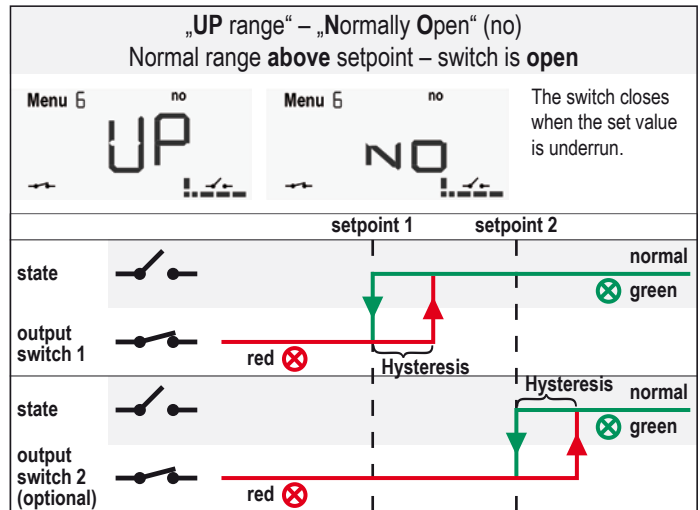 „UP range“ – „Normally Open“ (no)
Normal range above setpoint – switch is open
Menu 6 no
UP
Menu 6 no
NO
The switch closes
when the set value
is underrun.
setpoint 1 setpoint 2
state
normal
green
output
switch 1
red
Hysteresis
state
Hysteresis
normal
green
output
switch 2
(optional)
red